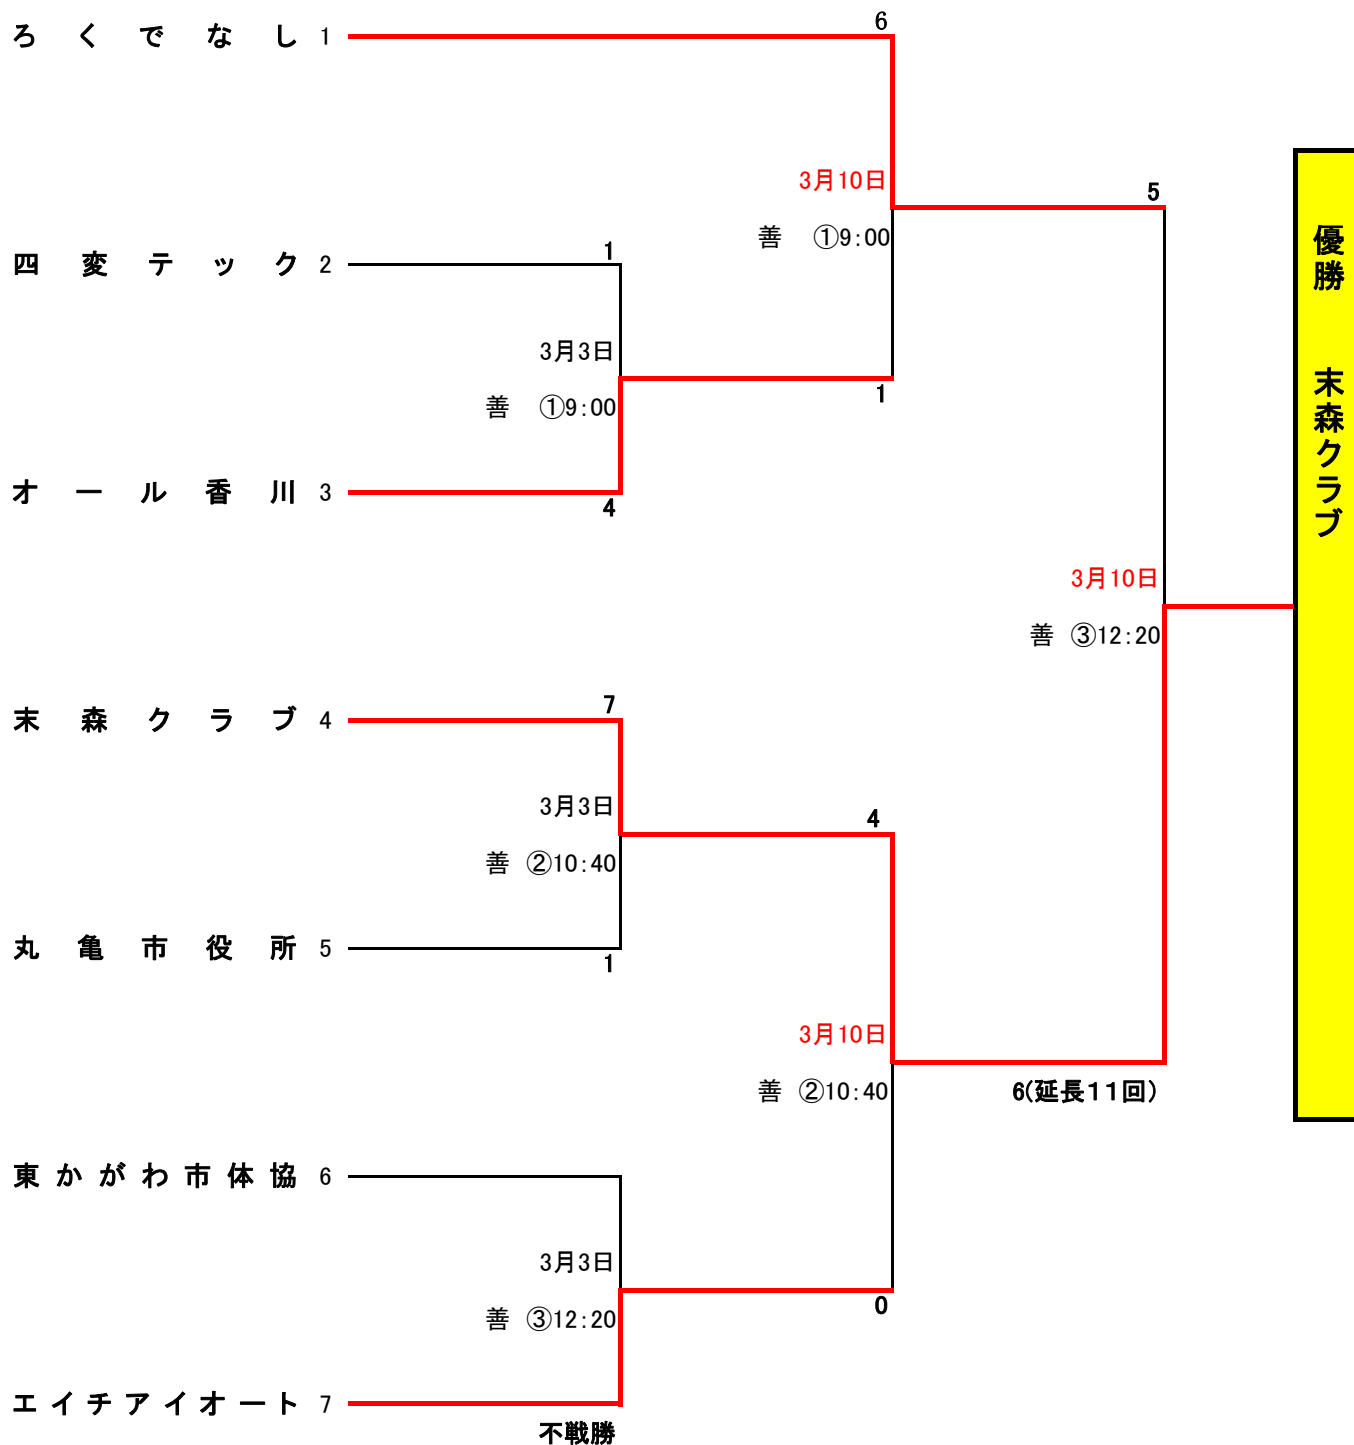 ろくでなし 1
6
3月10日
善 ①9:00
5
四変テック 2
1
3月3日
善 ①9:00
1
オール香川 3
4
3月10日
善 ③12:20
優勝 末森クラブ
末森クラブ 4
7
3月3日
善 ②10:40
4
丸亀市役所 5
1
3月10日
善 ②10:40
6(延長11回)
東かがわ市体協 6
3月3日
善 ③12:20
0
エイチアイオート 7
不戦勝